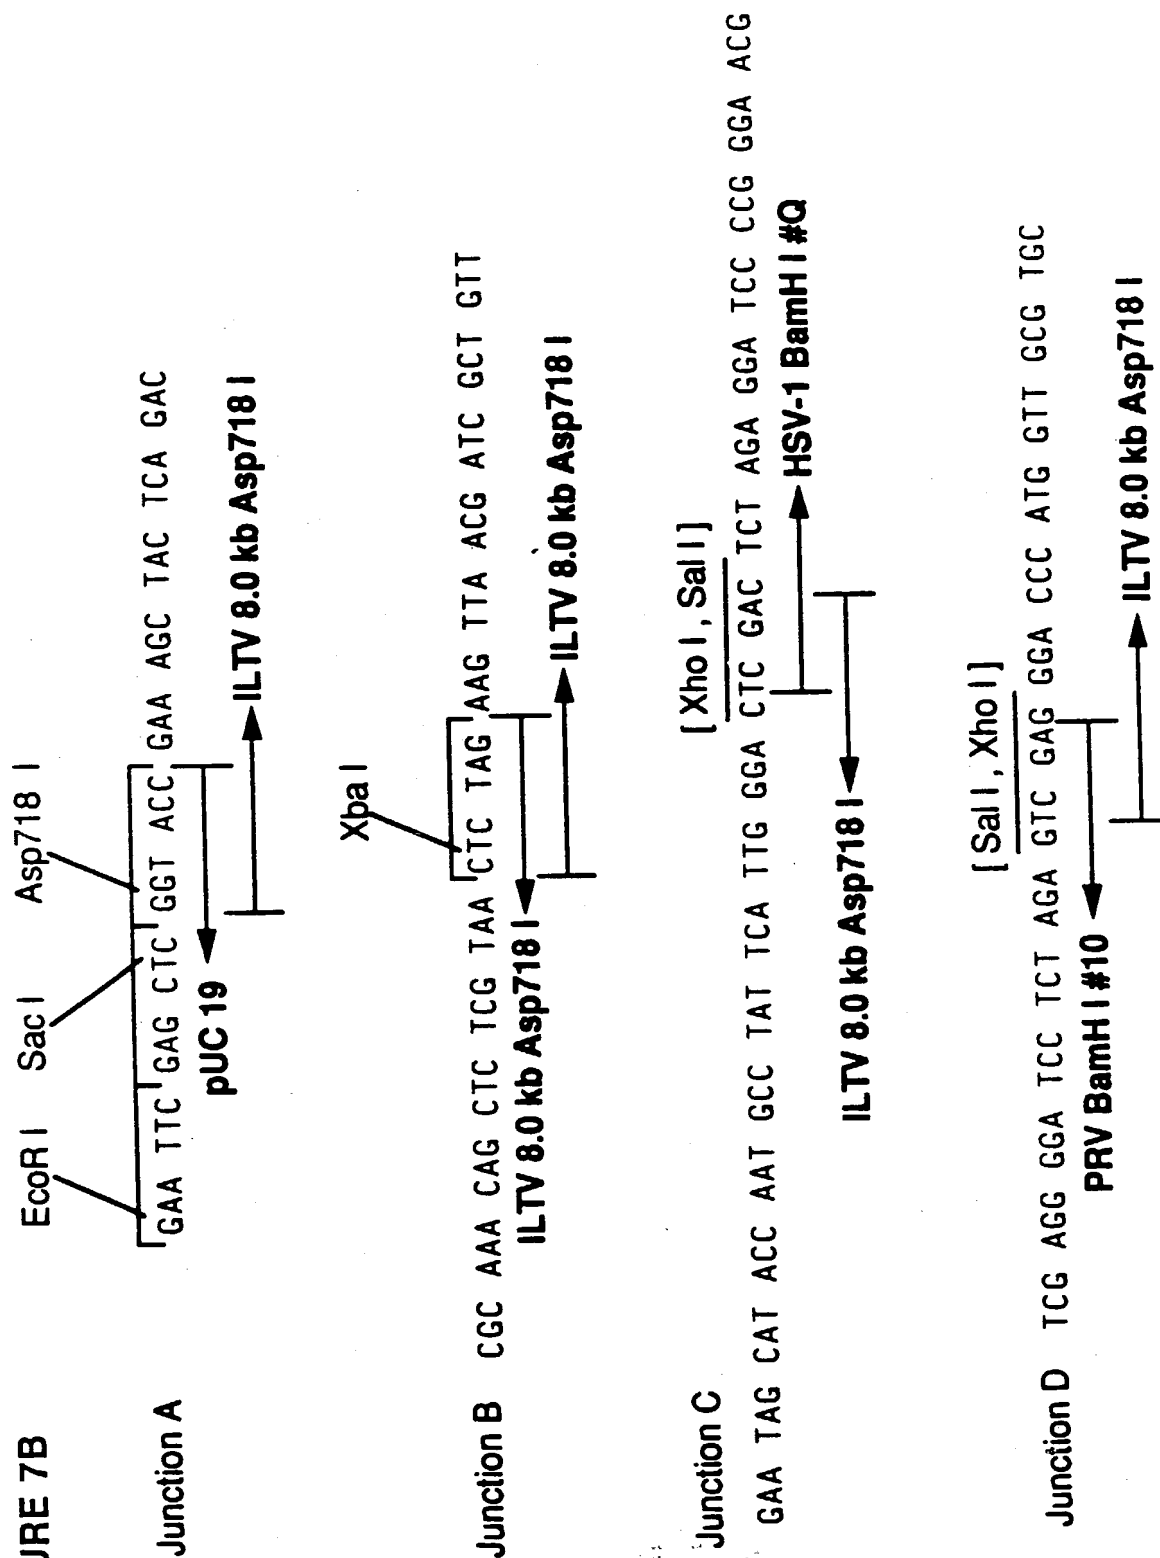 URE 7B
EcoR I Sac I Asp718 I
Junction A GAA TTC GAG CTC GGT ACC GAA AGC TAC TCA GAC
pUC 19
ILTV 8.0 kb Asp718 I
Xba I
Junction B CGC AAA CAG CTC TCG TAA CTC TAG AAG TTA ACG ATC GCT GTT
ILTV 8.0 kb Asp718 I
ILTV 8.0 kb Asp718 I
Junction C
[ Xho I, Sal I ]
GAA TAG CAT ACC AAT GCC TAT TCA TTG GGA CTC GAC TCT AGA GGA TCC CCG GGA ACG
HSV-1 BamH I #Q
ILTV 8.0 kb Asp718 I
[ Sal I, Xho I ]
Junction D TCG AGG GGA TCC TCT AGA GTC GAG GGA CCC ATG GTT GCG TGC
PRV BamH I #10
ILTV 8.0 kb Asp718 I